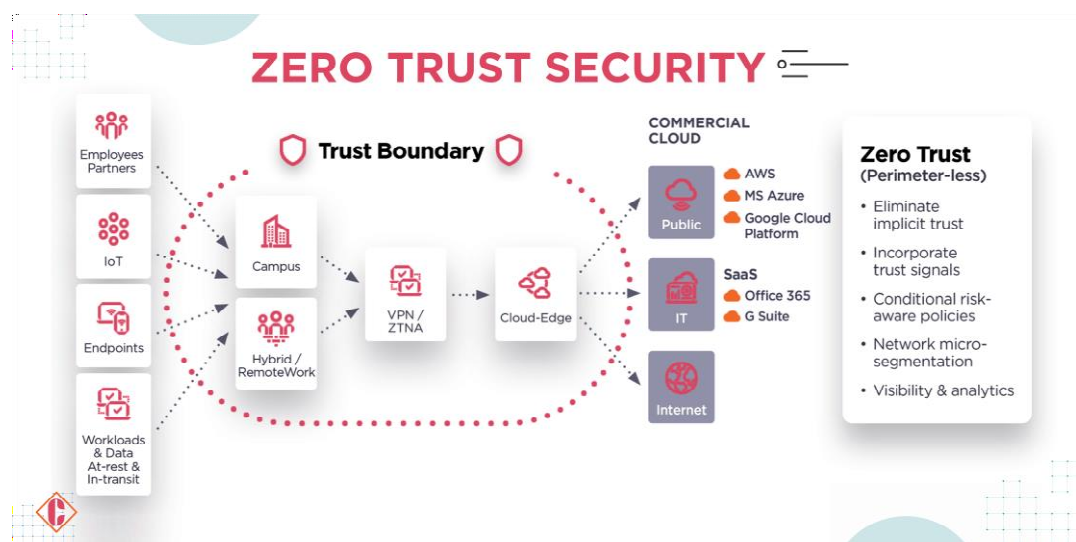 ZERO TRUST SECURITY
Employees
Partners
IoT
Endpoints
Workloads
& Data
At-rest &
In-transit
Trust Boundary
Campus
Hybrid /
RemoteWork
VPN /
ZTNA
Cloud-Edge
COMMERCIAL
CLOUD
Public
AWS
MS Azure
Google Cloud
Platform
IT
SaaS
Office 365
G Suite
Internet
Zero Trust
(Perimeter-less)
• Eliminate
implicit trust
• Incorporate
trust signals
• Conditional risk-
aware policies
• Network micro-
segmentation
• Visibility & analytics
C